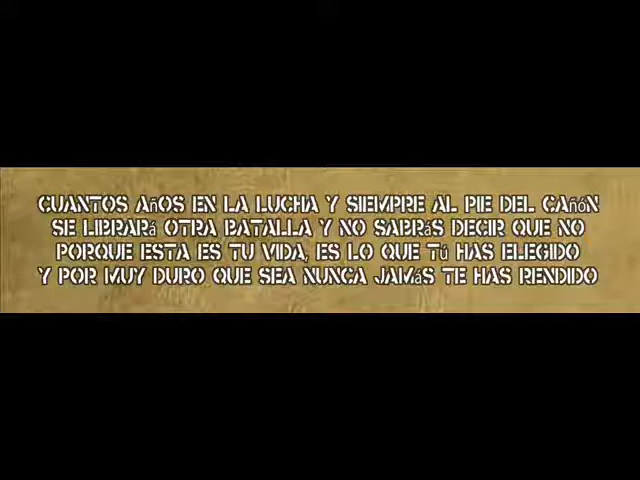 CUANTOS AñOS EN LA LUCHA Y SIEMPRE AL PIE DEL CAñóN
SE LIBRARá OTRA BATALLA Y NO SABRáS DECIR QUE NO
PORQUE ESTA ES TU VIDA, ES LO QUE Tú HAS ELEGIDO
Y POR MUY DURO QUE SEA NUNCA JAMáS TE HAS RENDIDO